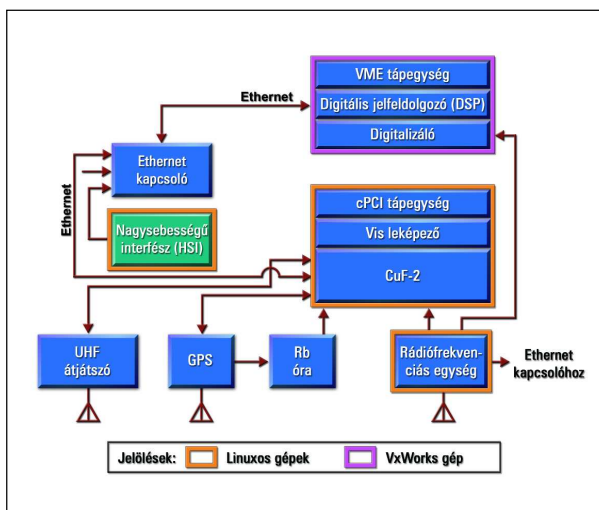 VME tápegység
Ethernet
Digitális jelfeldolgozó (DSP)
Digitalizáló
Ethernet
kapcsoló
Ethernet
cPCI tápegység
Vis leképező
Nagysebességű
interfész (HSI)
CuF-2
UHF
átjátszó
GPS
Rb
óra
Rádiófrekven-
ciás egység
Ethernet
kapcsolóhoz
Jelölések:
Linuxos gépek
VxWorks gép